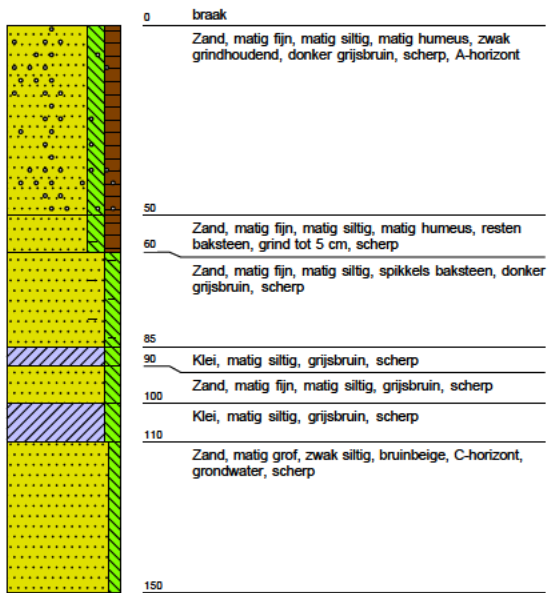 0 braak
Zand, matig fijn, matig siltig, matig humeus, zwak
grindhoudend, donker grijsbruin, scherp, A-horizont
50
Zand, matig fijn, matig siltig, matig humeus, resten
baksteen, grind tot 5 cm, scherp
60
Zand, matig fijn, matig siltig, spikkels baksteen, donker
grijsbruin, scherp
85
Klei, matig siltig, grijsbruin, scherp
90
Zand, matig fijn, matig siltig, grijsbruin, scherp
100
Klei, matig siltig, grijsbruin, scherp
110
Zand, matig grof, zwak siltig, bruinbeige, C-horizont,
grondwater, scherp
150